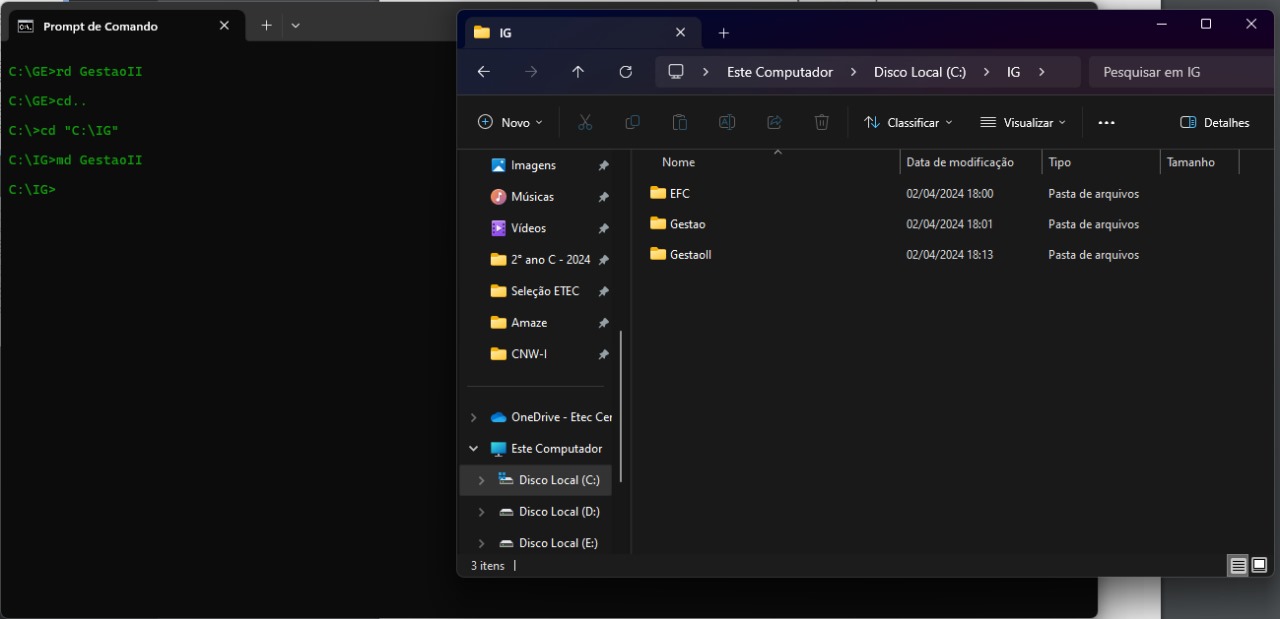 Prompt de Comando
C:\GE>rd GestaoII
C:\GE>cd..
C:\>cd "C:\IG"
C:\IG>md GestaoII
C:\IG>
IG
Este Computador > Disco Local (C:) > IG >
Pesquisar em IG
Novo
Classificar
Visualizar
Detalhes
Imagens
Músicas
Vídeos
2° ano C - 2024
Seleção ETEC
Amaze
CNW-I
OneDrive - Etec Cer
Este Computador
Disco Local (C:)
Disco Local (D:)
Disco Local (E:)
Nome Data de modificação Tipo Tamanho
EFC 02/04/2024 18:00 Pasta de arquivos
Gestao 02/04/2024 18:01 Pasta de arquivos
GestaoII 02/04/2024 18:13 Pasta de arquivos
3 itens